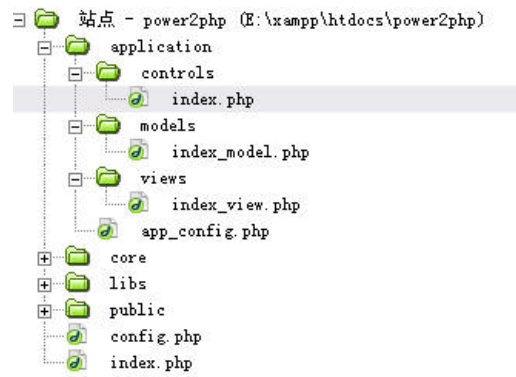 站点 - power2php (E:\xampp\htdocs\power2php)
application
controls
index.php
models
index_model.php
views
index_view.php
app_config.php
core
libs
public
config.php
index.php